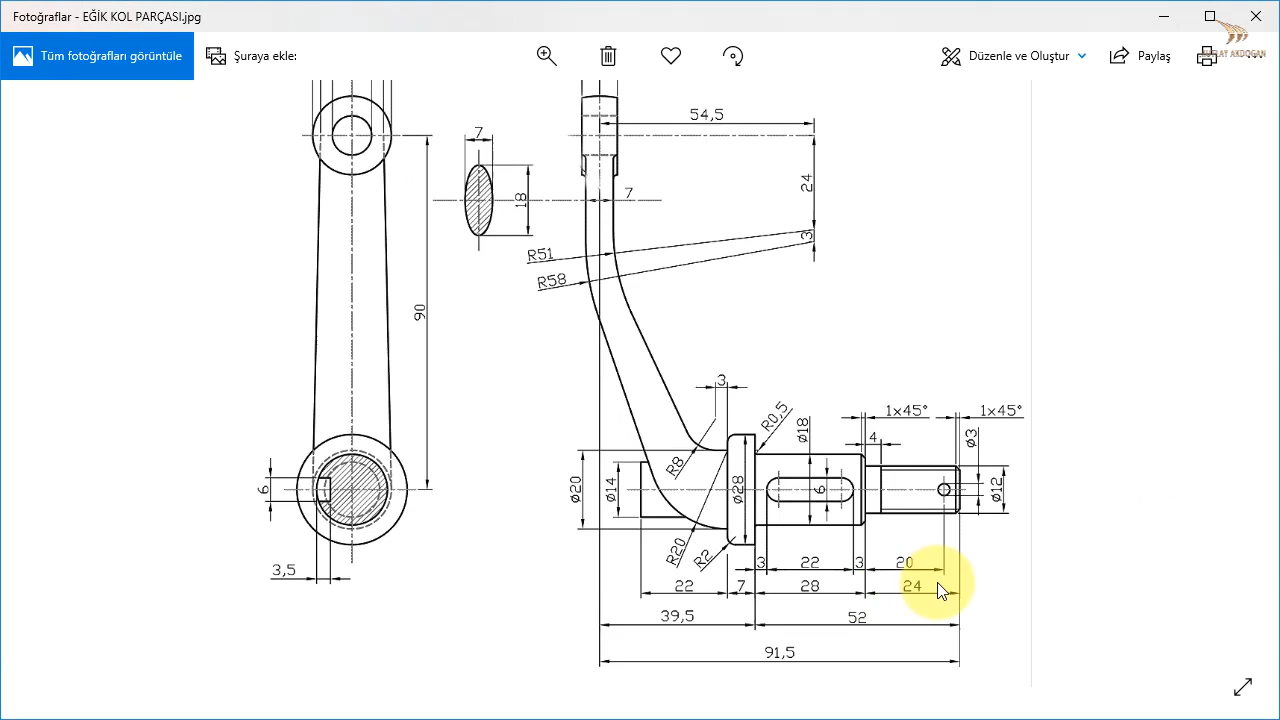 Fotoğraflar - EĞİK KOL PARÇASI.jpg
Tüm fotoğrafları görüntüle
Şuraya ekle:
Düzenle ve Oluştur
Paylaş
AKDOGAN
54,5
7
24
18
7
3
R51
R58
90
3
R0,5
ø18
1x45°
1x45°
4
ø3
R8
6
ø20
ø14
ø28
6
ø12
R20
R2
3,5
3
22
3
20
22
7
28
24
39,5
52
91,5